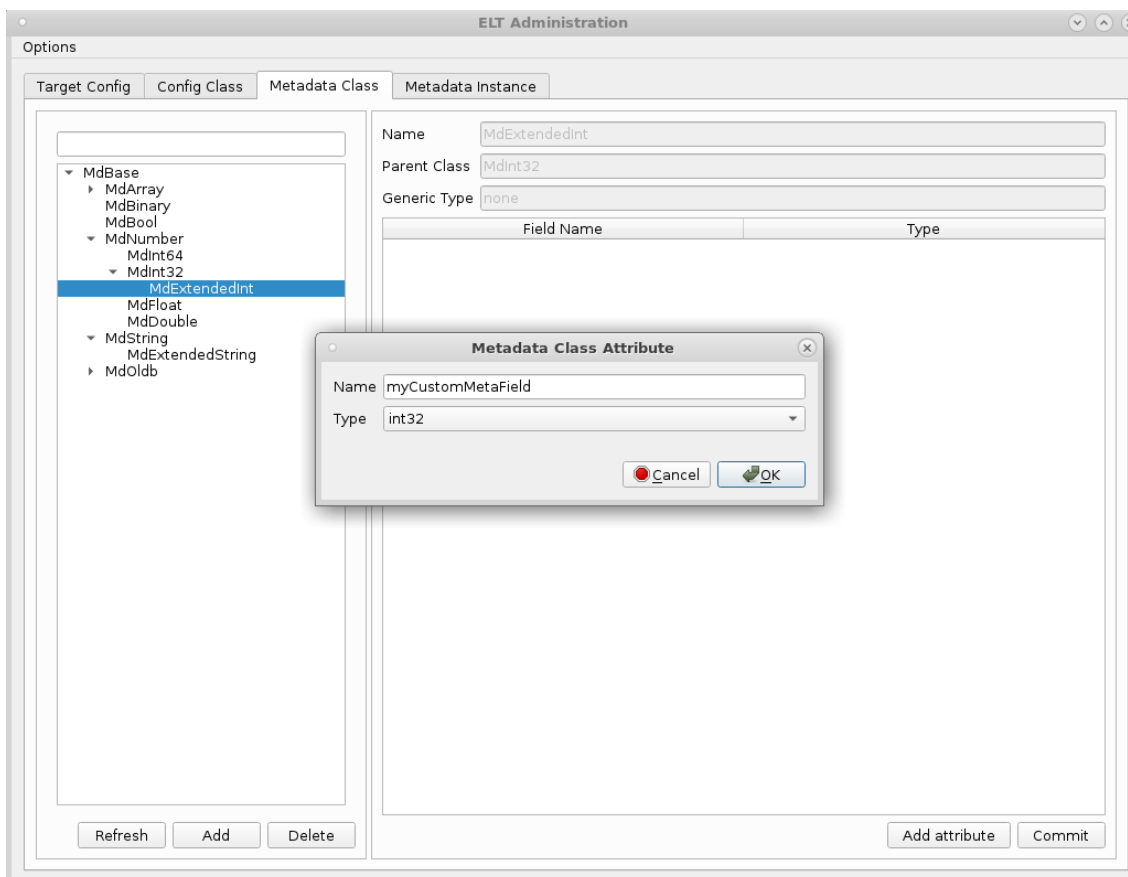 ELT Administration
Options
Target Config
Config Class
Metadata Class
Metadata Instance
MdBase
MdArray
MdBinary
MdBool
MdNumber
MdInt64
MdInt32
MdExtendedInt
MdFloat
MdDouble
MdString
MdExtendedString
MdOldb
Refresh
Add
Delete
Name MdExtendedInt
Parent Class MdInt32
Generic Type none
Field Name
Type
Metadata Class Attribute
Name myCustomMetaField
Type int32
Cancel
OK
Add attribute
Commit